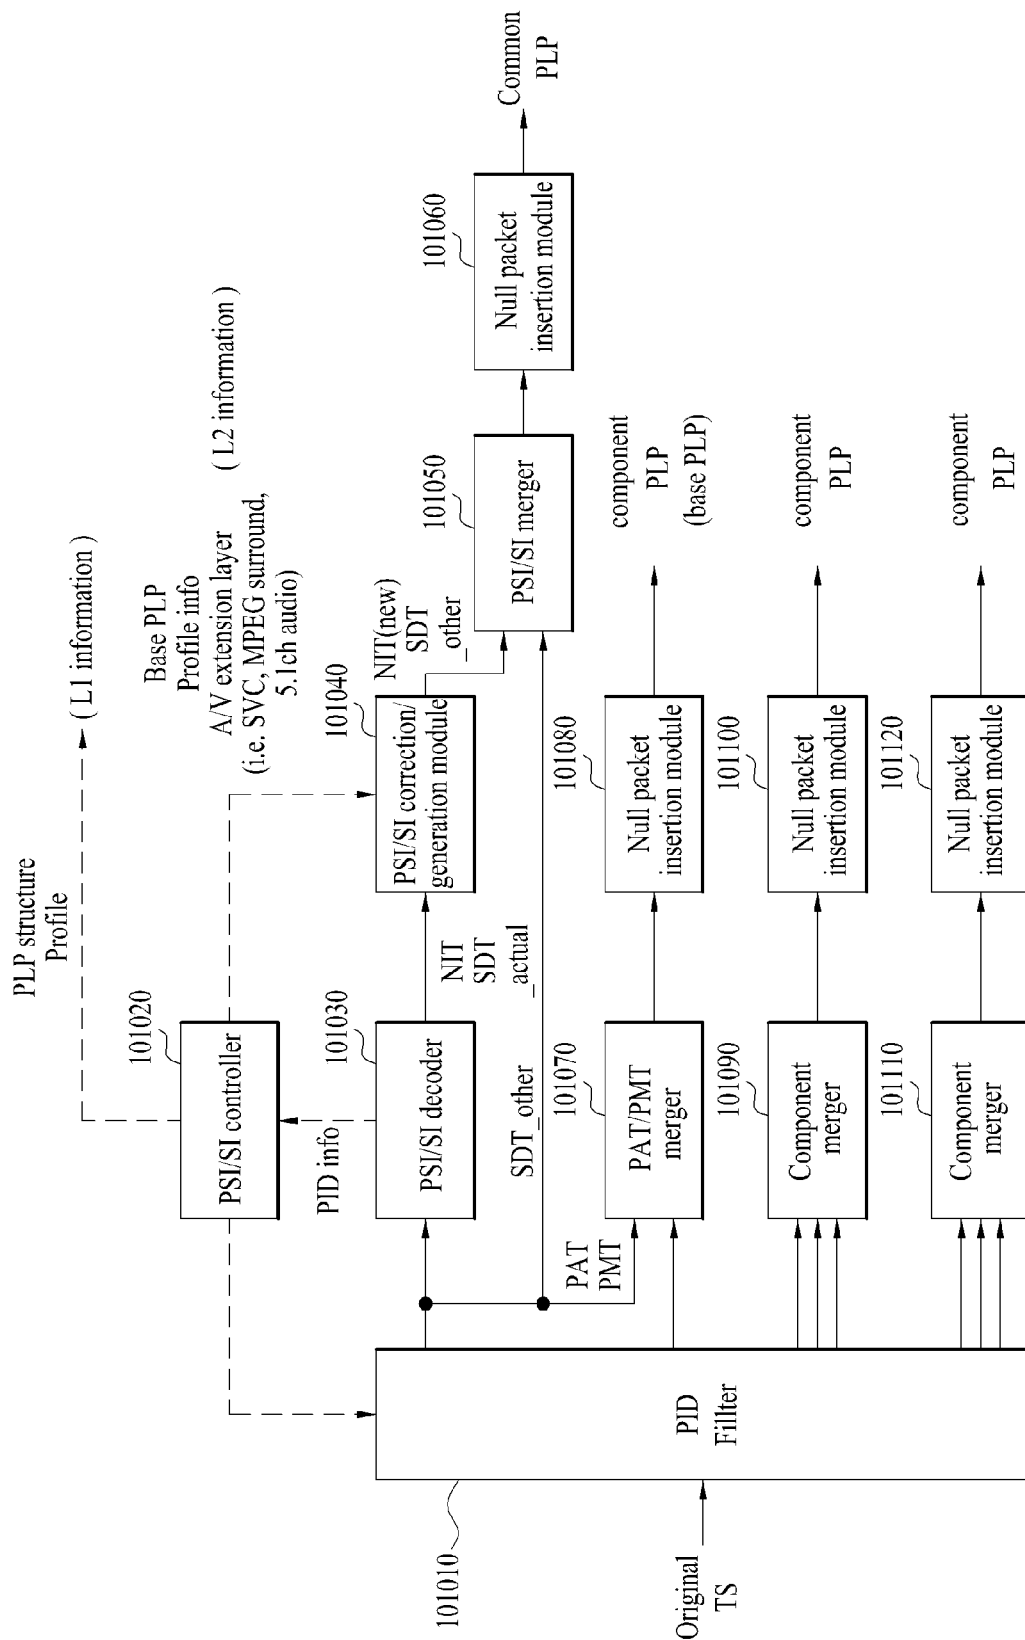 PLP structure
Profile
( L1 information )
Base PLP
Profile info
A/V extension layer
(i.e. SVC, MPEG surround,
5.1ch audio)
( L2 information )
101020
PSI/SI controller
PID info
101030
PSI/SI decoder
NIT
SDT
_actual
101040
PSI/SI correction/
generation module
NIT(new)
SDT
_other
101050
PSI/SI merger
101060
Null packet
insertion module
Common
PLP
SDT_other
PAT
PMT
101070
PAT/PMT
merger
101080
Null packet
insertion module
component
PLP
(base PLP)
101090
Component
merger
101100
Null packet
insertion module
component
PLP
101110
Component
merger
101120
Null packet
insertion module
component
PLP
Original
TS
101010
PID
Fillter